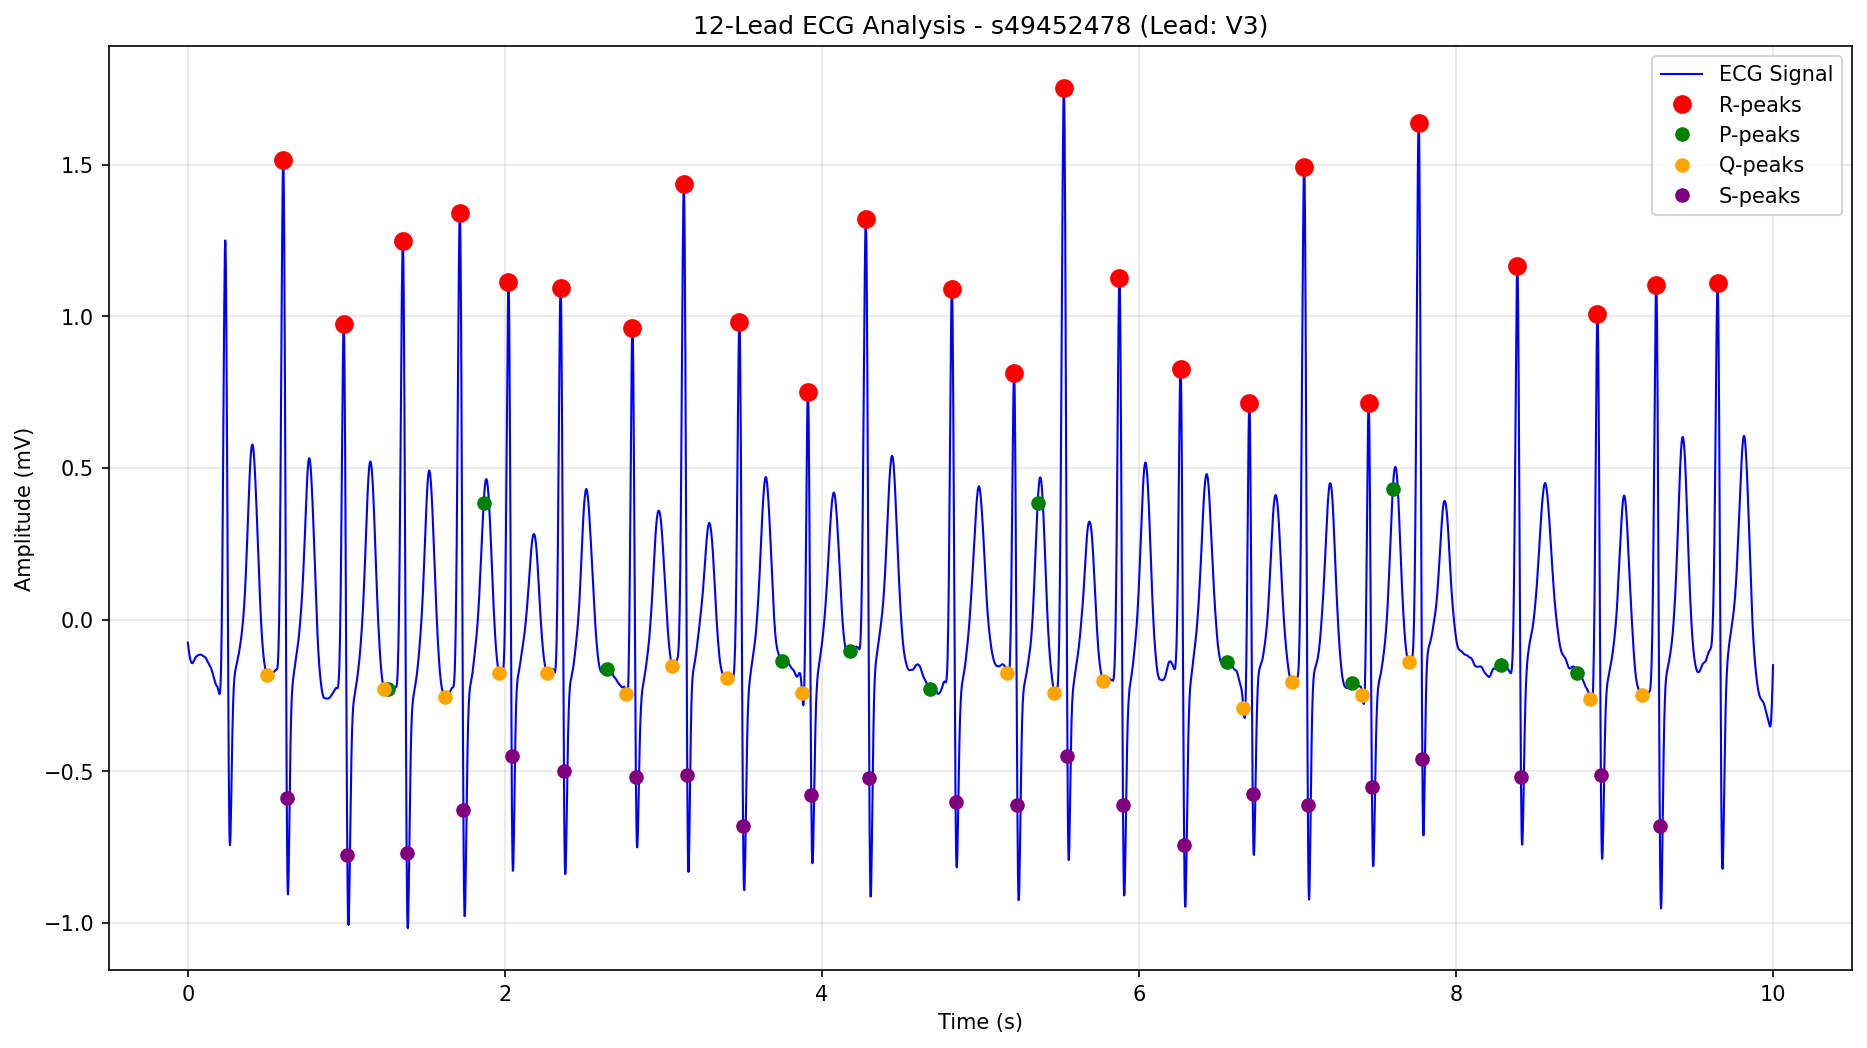 12-Lead ECG Analysis - s49452478 (Lead: V3)
ECG Signal
R-peaks
P-peaks
Q-peaks
S-peaks
Amplitude (mV)
1.5
1.0
0.5
0.0
−0.5
−1.0
0 2 4 6 8 10
Time (s)